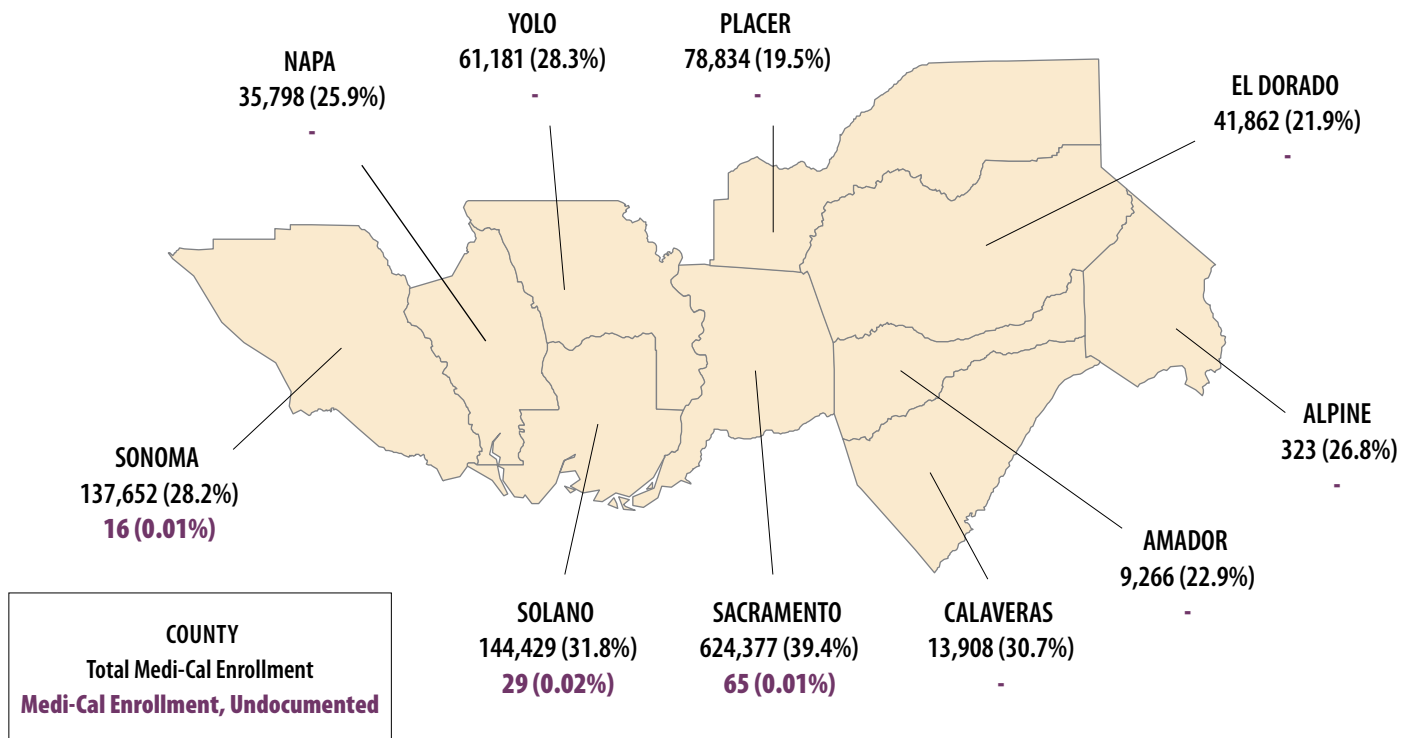 YOLO
61,181 (28.3%)
-
PLACER
78,834 (19.5%)
-
NAPA
35,798 (25.9%)
-
EL DORADO
41,862 (21.9%)
-
ALPINE
323 (26.8%)
-
SONOMA
137,652 (28.2%)
16 (0.01%)
AMADOR
9,266 (22.9%)
-
SOLANO
144,429 (31.8%)
29 (0.02%)
SACRAMENTO
624,377 (39.4%)
65 (0.01%)
CALAVERAS
13,908 (30.7%)
-
COUNTY
Total Medi-Cal Enrollment
Medi-Cal Enrollment, Undocumented